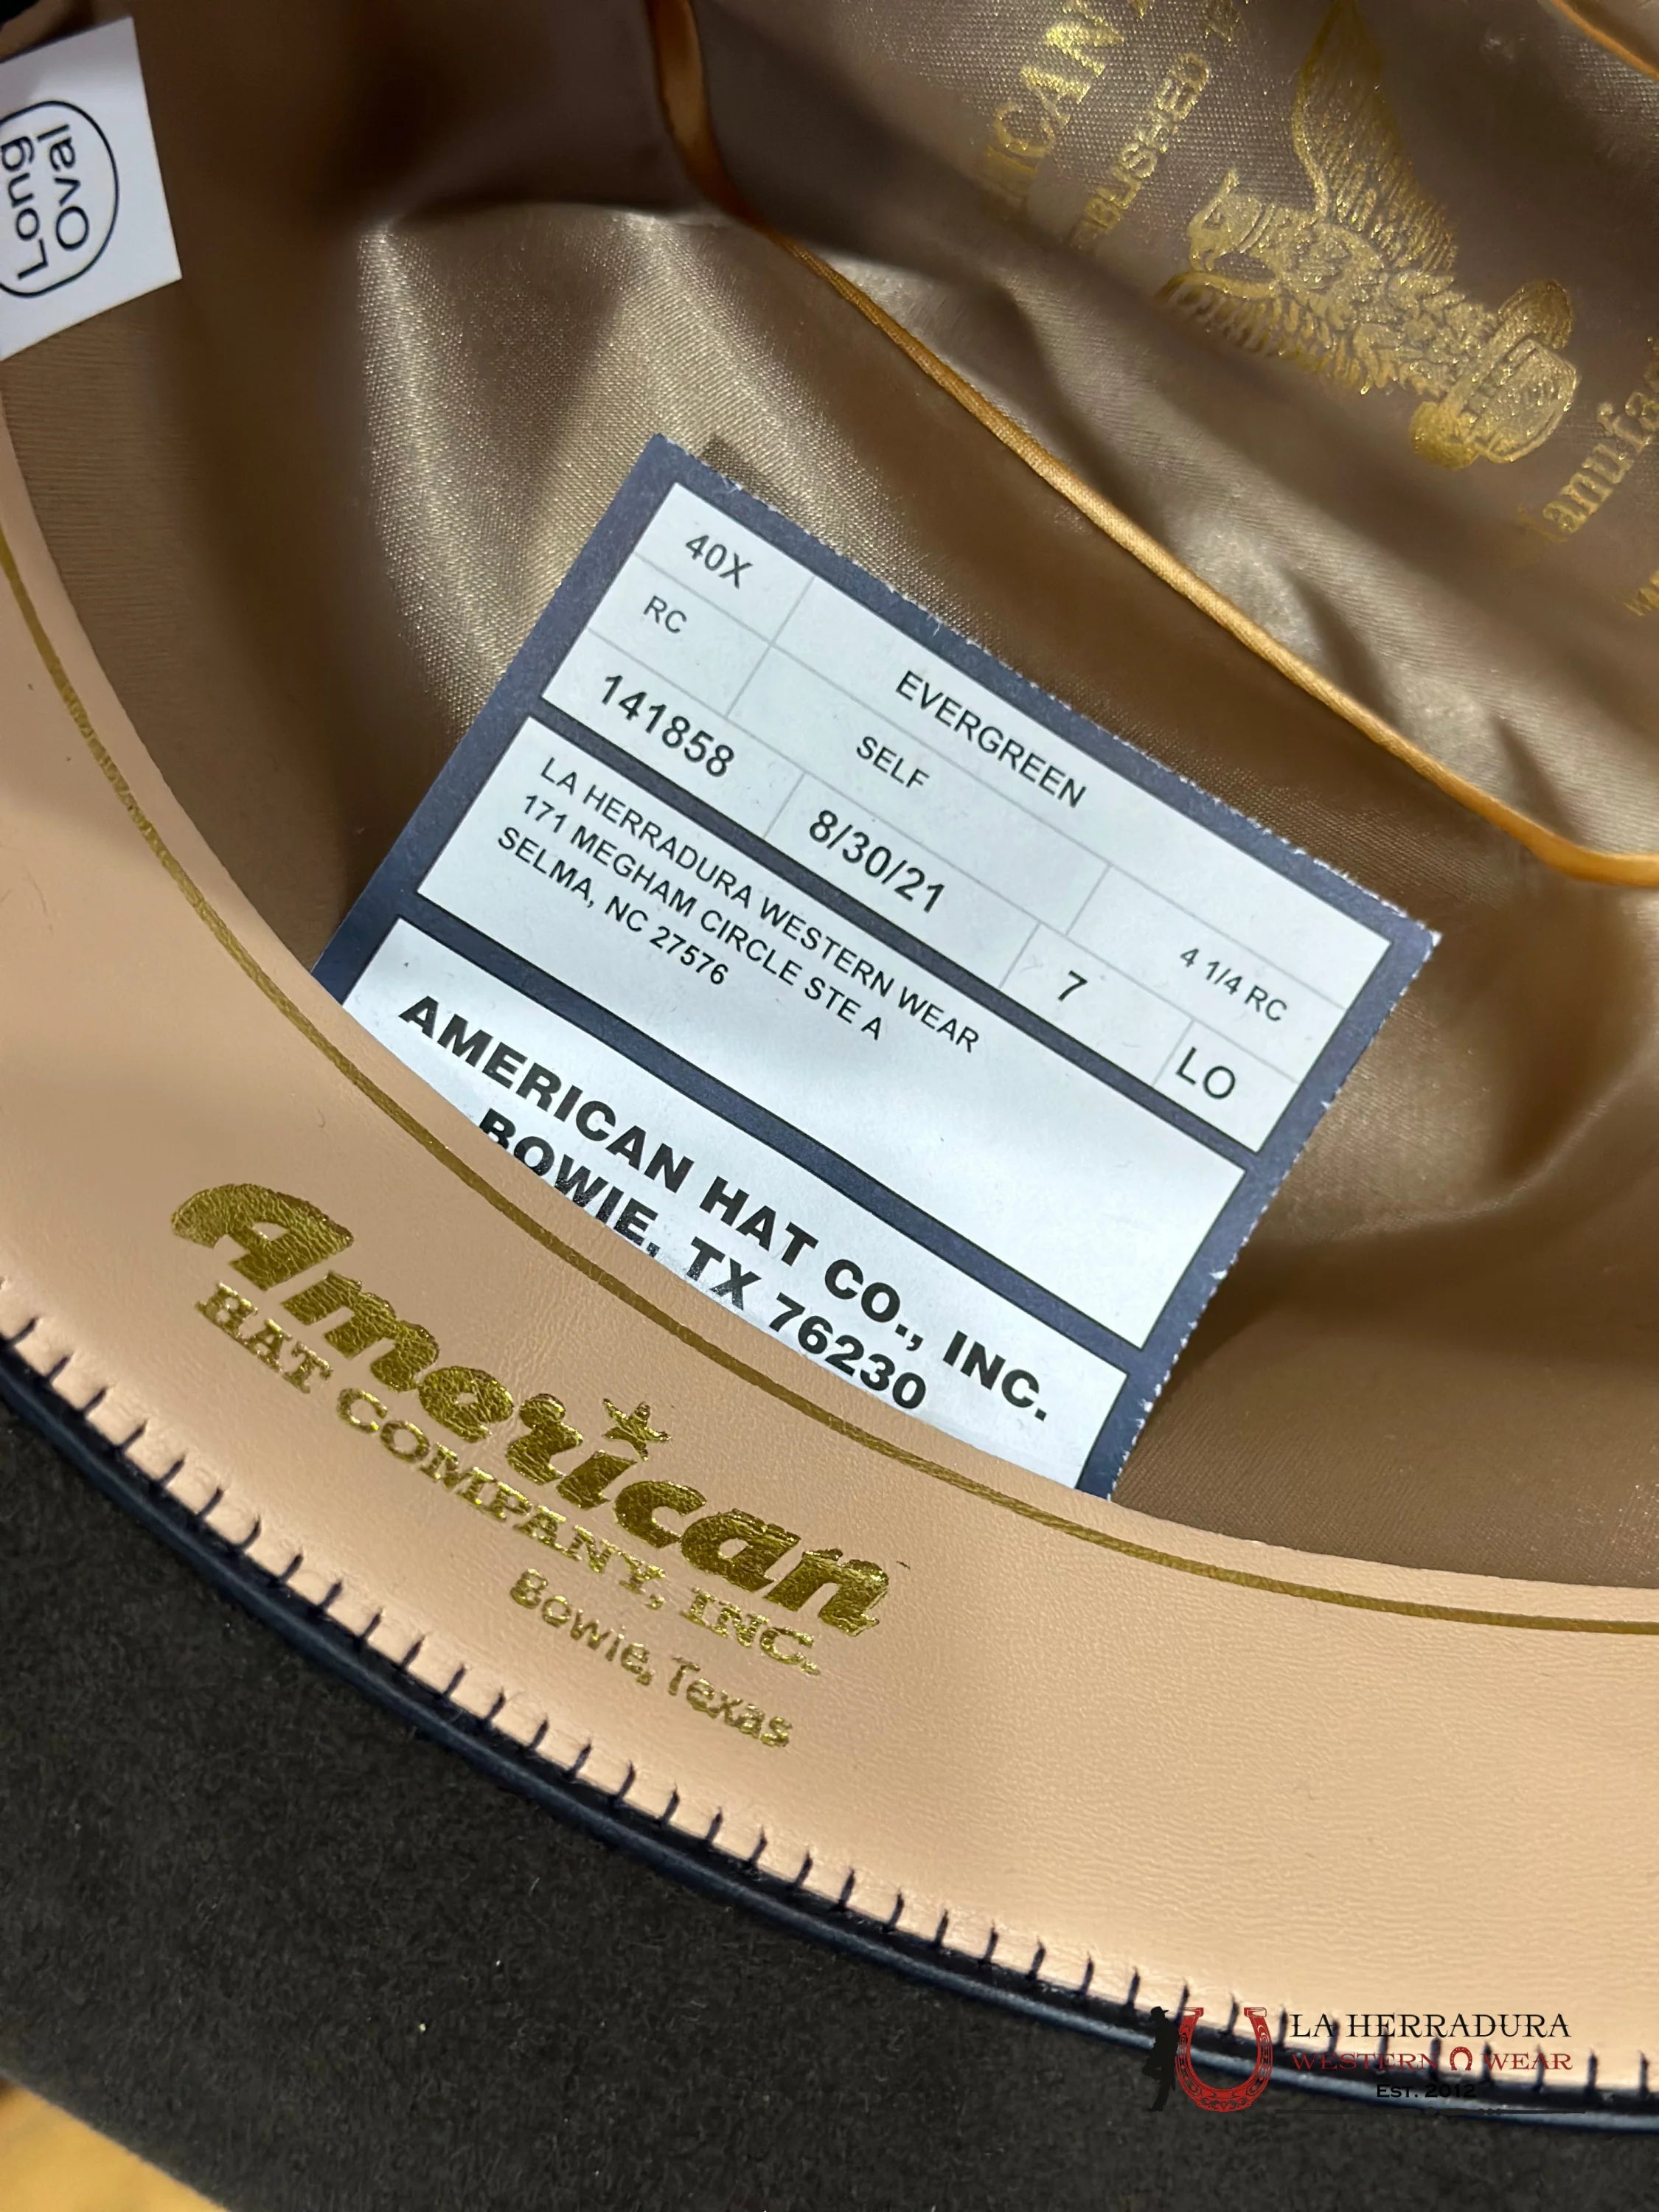 Long
Oval
BLISHED
40X EVERGREEN
RC SELF 4 1/4 RC
141858 8/30/21 7 LO
LA HERRADURA WESTERN WEAR
171 MEGHAM CIRCLE STE A
SELMA, NC 27576
AMERICAN HAT CO., INC.
BOWIE, TX 76230
American
HAT COMPANY, INC.
Bowie, Texas
LA HERRADURA
WESTERN WEAR
EST. 2012